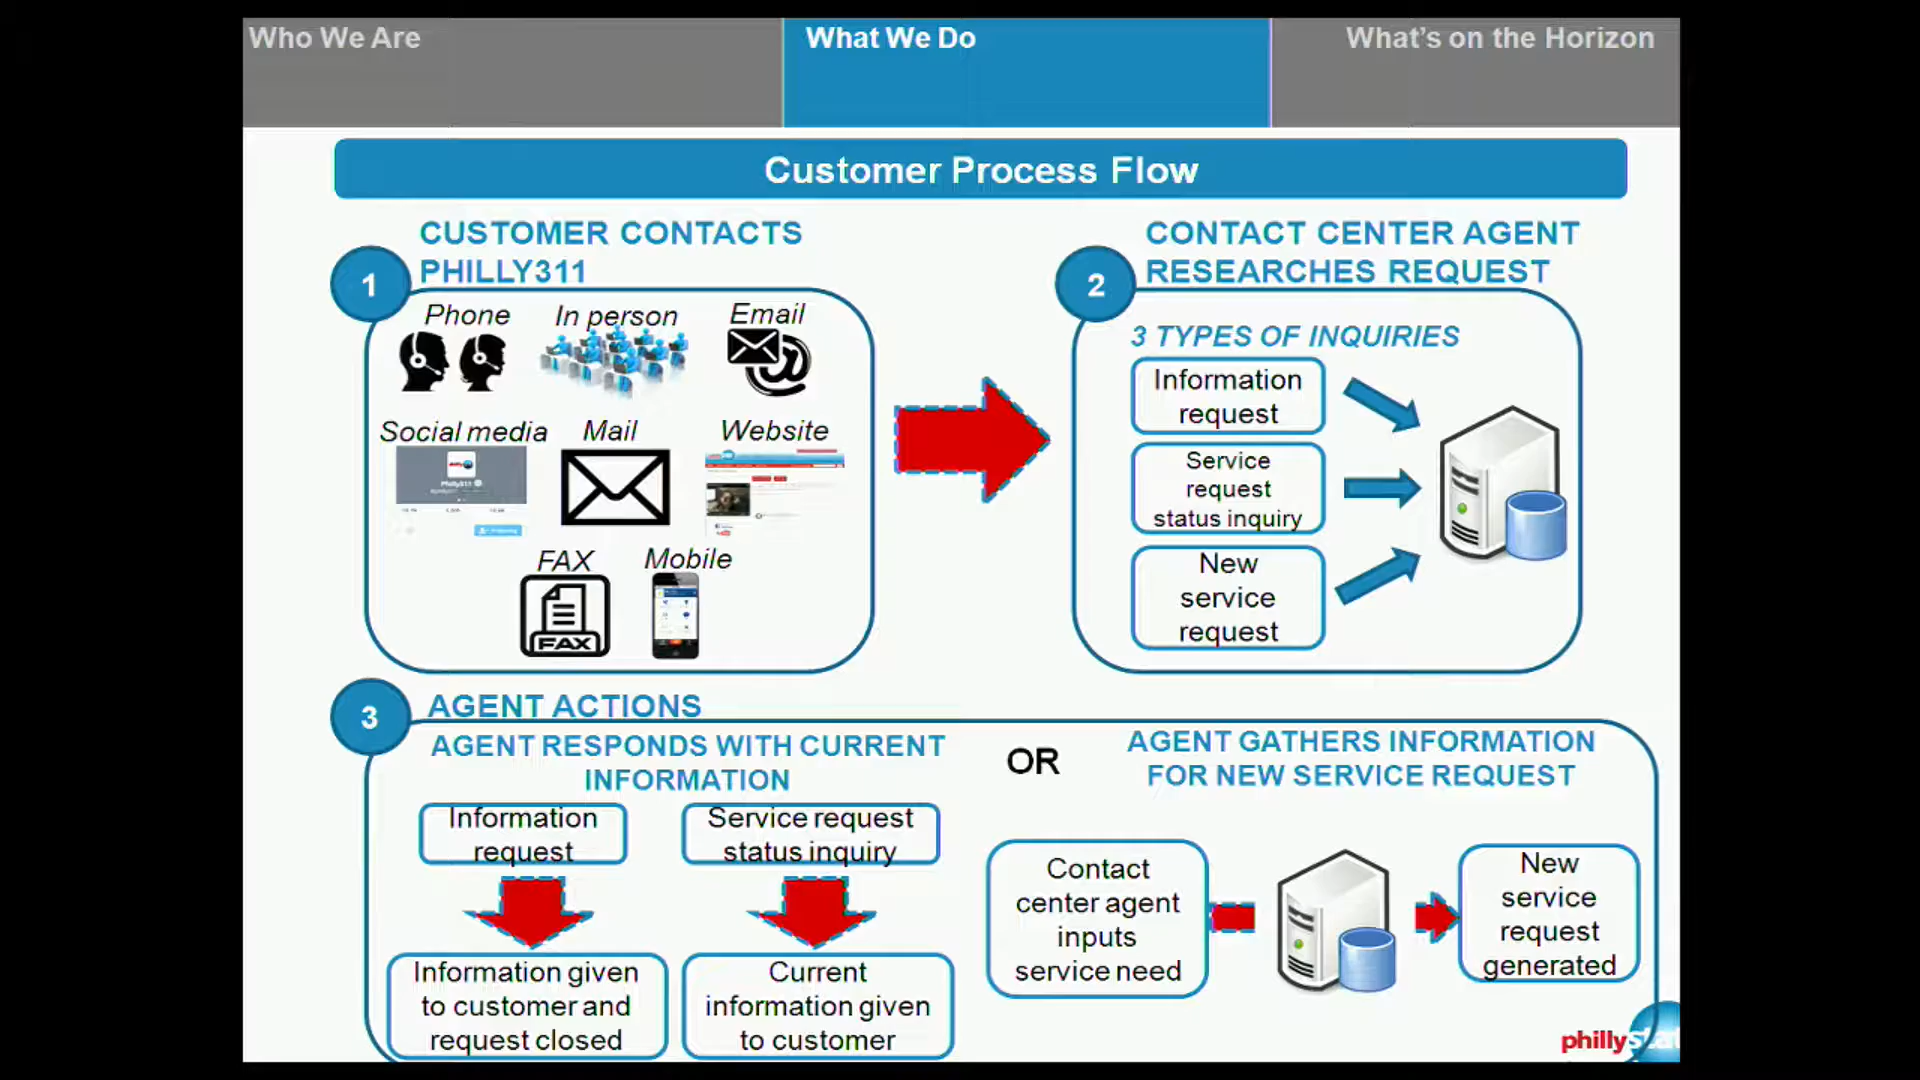 Who We Are
What We Do
What's on the Horizon
Customer Process Flow
1
CUSTOMER CONTACTS
PHILLY311
Phone
In person
Email
Social media
Mail
Website
Philly311
FAX
Mobile
FAX
2
CONTACT CENTER AGENT
RESEARCHES REQUEST
3 TYPES OF INQUIRIES
Information
request
Service
request
status inquiry
New
service
request
3
AGENT ACTIONS
AGENT RESPONDS WITH CURRENT
INFORMATION
Information
request
Service request
status inquiry
Information given
to customer and
request closed
Current
information given
to customer
OR
AGENT GATHERS INFORMATION
FOR NEW SERVICE REQUEST
Contact
center agent
inputs
service need
New
service
request
generated
phillystat